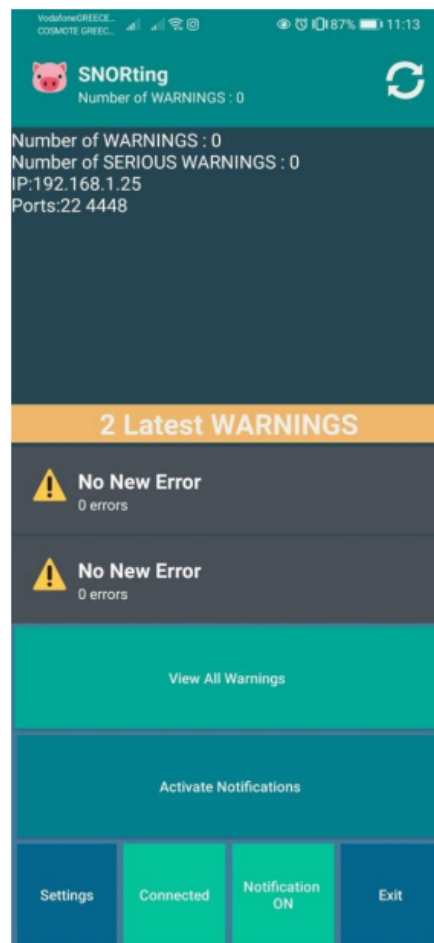 VodafoneGREECE..
COSMOTE GREEC..
87% 11:13
SNORting
Number of WARNINGS : 0
Number of WARNINGS : 0
Number of SERIOUS WARNINGS : 0
IP:192.168.1.25
Ports:22 4448
2 Latest WARNINGS
No New Error
0 errors
No New Error
0 errors
View All Warnings
Activate Notifications
Settings
Connected
Notification
ON
Exit